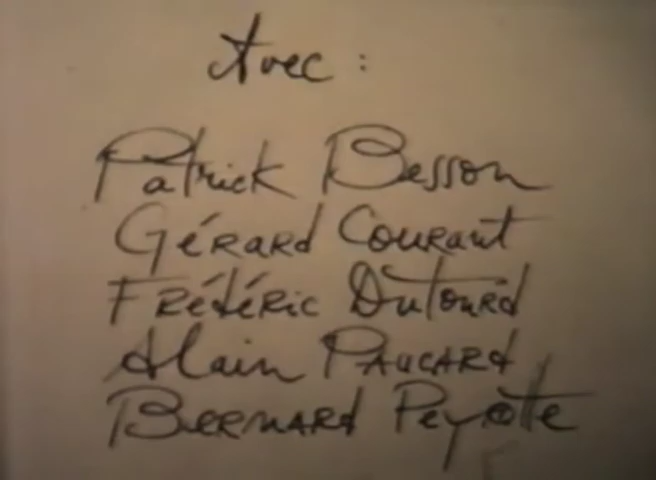 Avec :
Patrick Besson
Gérard Courant
Frédéric Dutourd
Alain Paucard
Bernard Peyotte